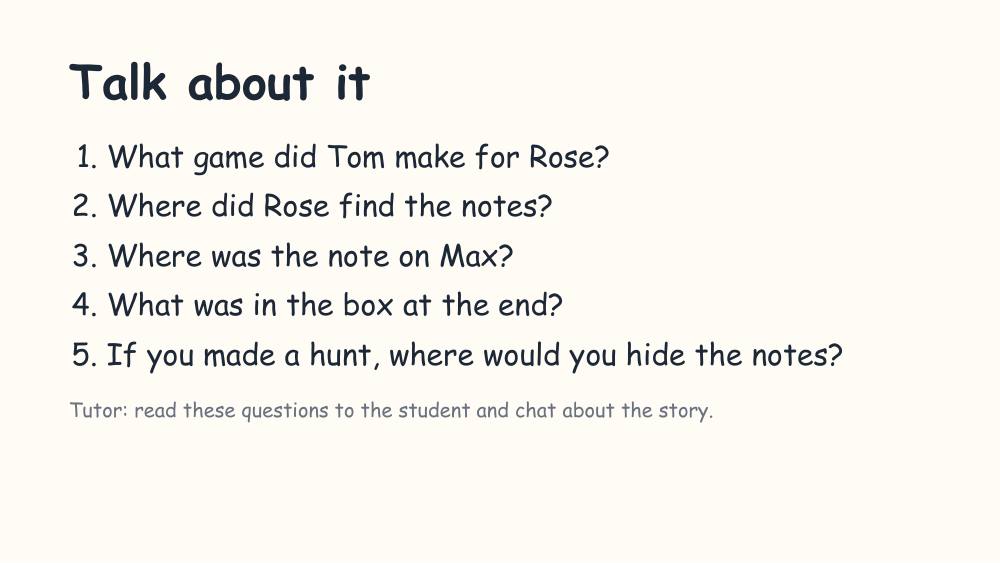 Talk about it
1. What game did Tom make for Rose?
2. Where did Rose find the notes?
3. Where was the note on Max?
4. What was in the box at the end?
5. If you made a hunt, where would you hide the notes?
Tutor: read these questions to the student and chat about the story.